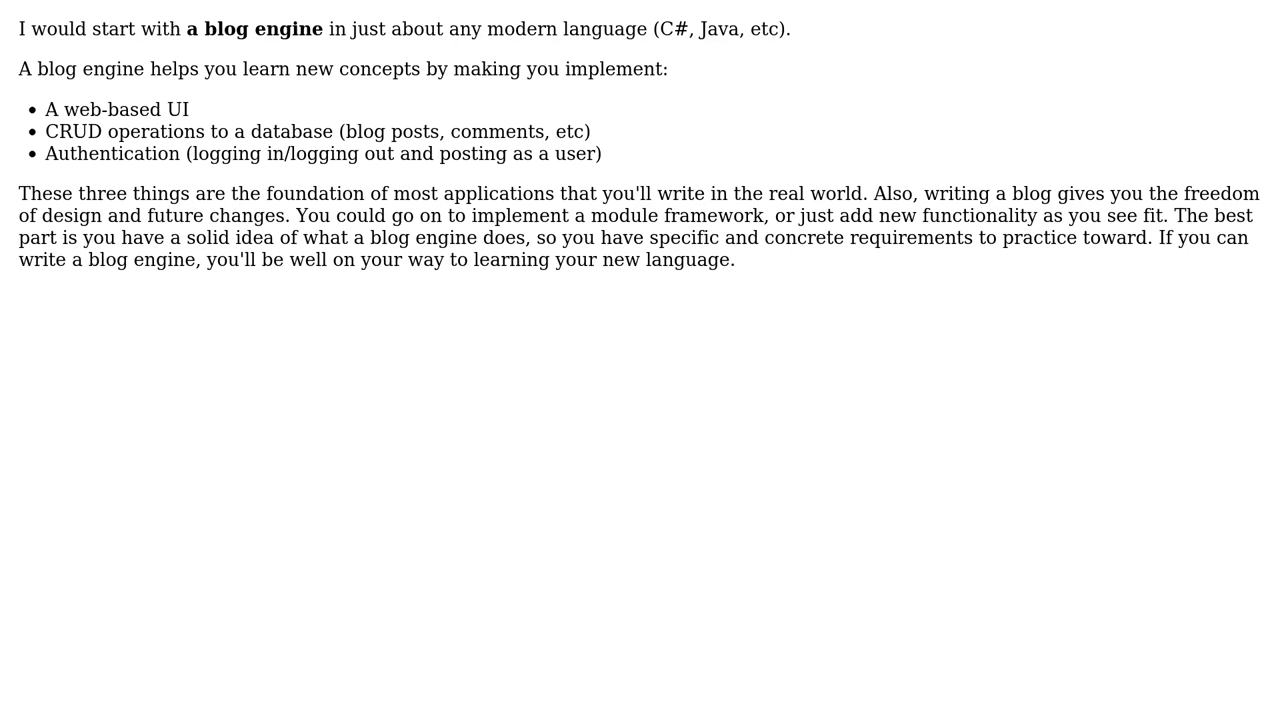 I would start with a blog engine in just about any modern language (C#, Java, etc).
A blog engine helps you learn new concepts by making you implement:
• A web-based UI
• CRUD operations to a database (blog posts, comments, etc)
• Authentication (logging in/logging out and posting as a user)
These three things are the foundation of most applications that you'll write in the real world. Also, writing a blog gives you the freedom
of design and future changes. You could go on to implement a module framework, or just add new functionality as you see fit. The best
part is you have a solid idea of what a blog engine does, so you have specific and concrete requirements to practice toward. If you can
write a blog engine, you'll be well on your way to learning your new language.